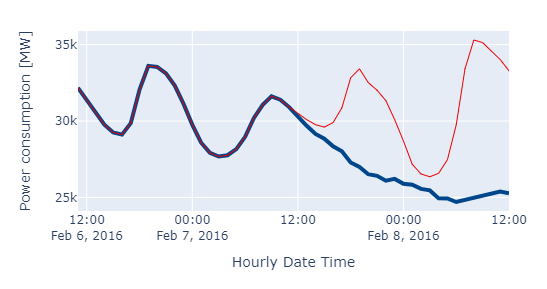 Power consumption [MW]
35k
30k
25k
12:00 00:00 12:00 00:00 12:00
Feb 6, 2016 Feb 7, 2016 Feb 8, 2016
Hourly Date Time